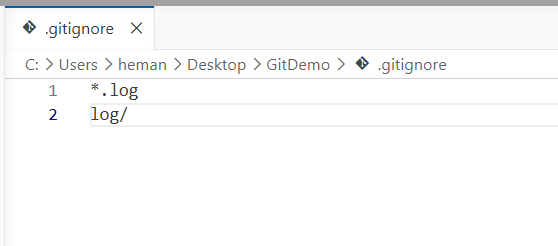 .gitignore
C: > Users > heman > Desktop > GitDemo > .gitignore
1 *.log
2 log/